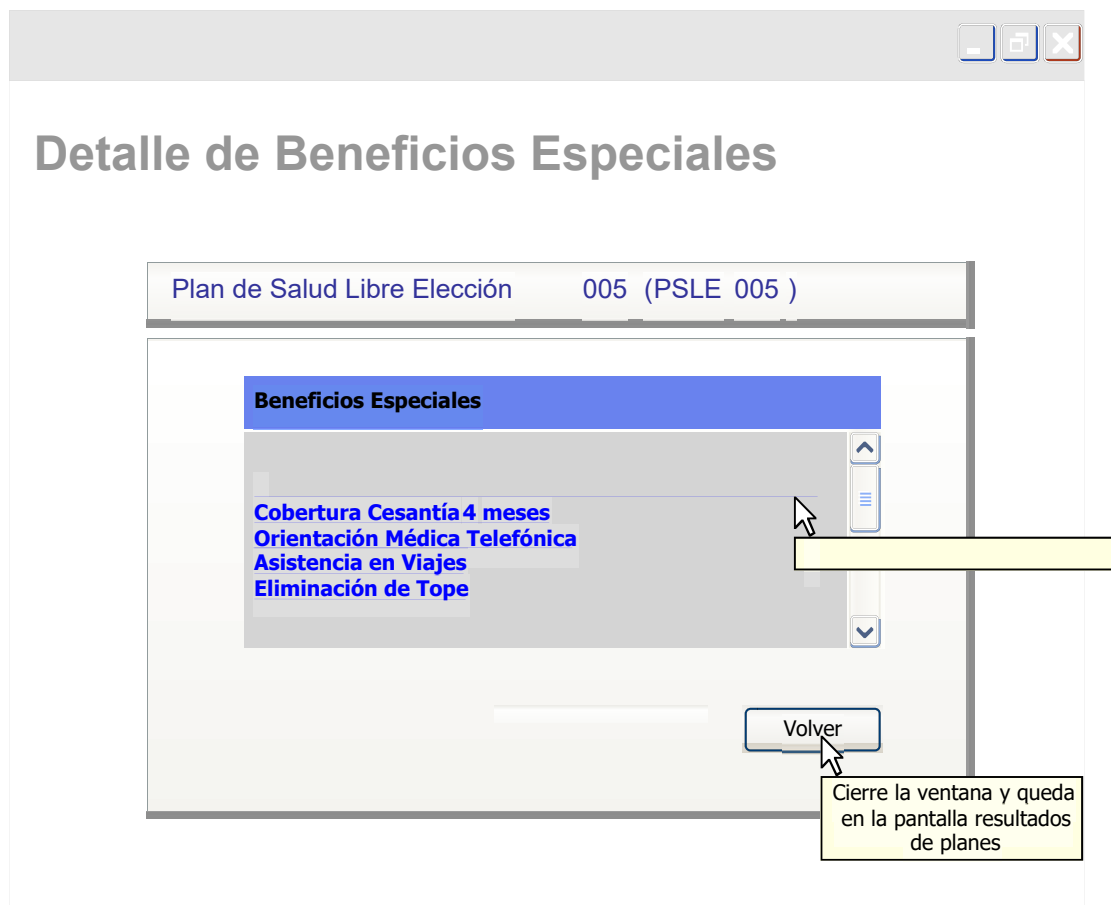 Detalle de Beneficios Especiales
Plan de Salud Libre Elección 005 (PSLE 005 )
Beneficios Especiales
Cobertura Cesantía 4 meses
Orientación Médica Telefónica
Asistencia en Viajes
Eliminación de Tope
Volver
Cierre la ventana y queda
en la pantalla resultados
de planes